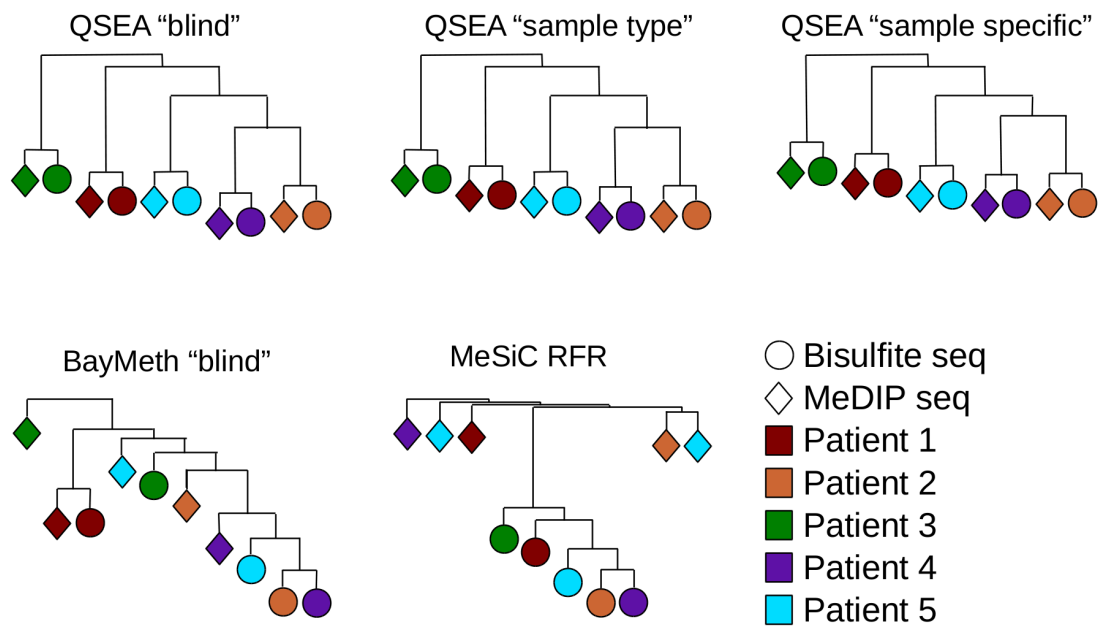 QSEA “blind”
QSEA “sample type”
QSEA “sample specific”
BayMeth “blind”
MeSiC RFR
Bisulfite seq
MeDIP seq
Patient 1
Patient 2
Patient 3
Patient 4
Patient 5